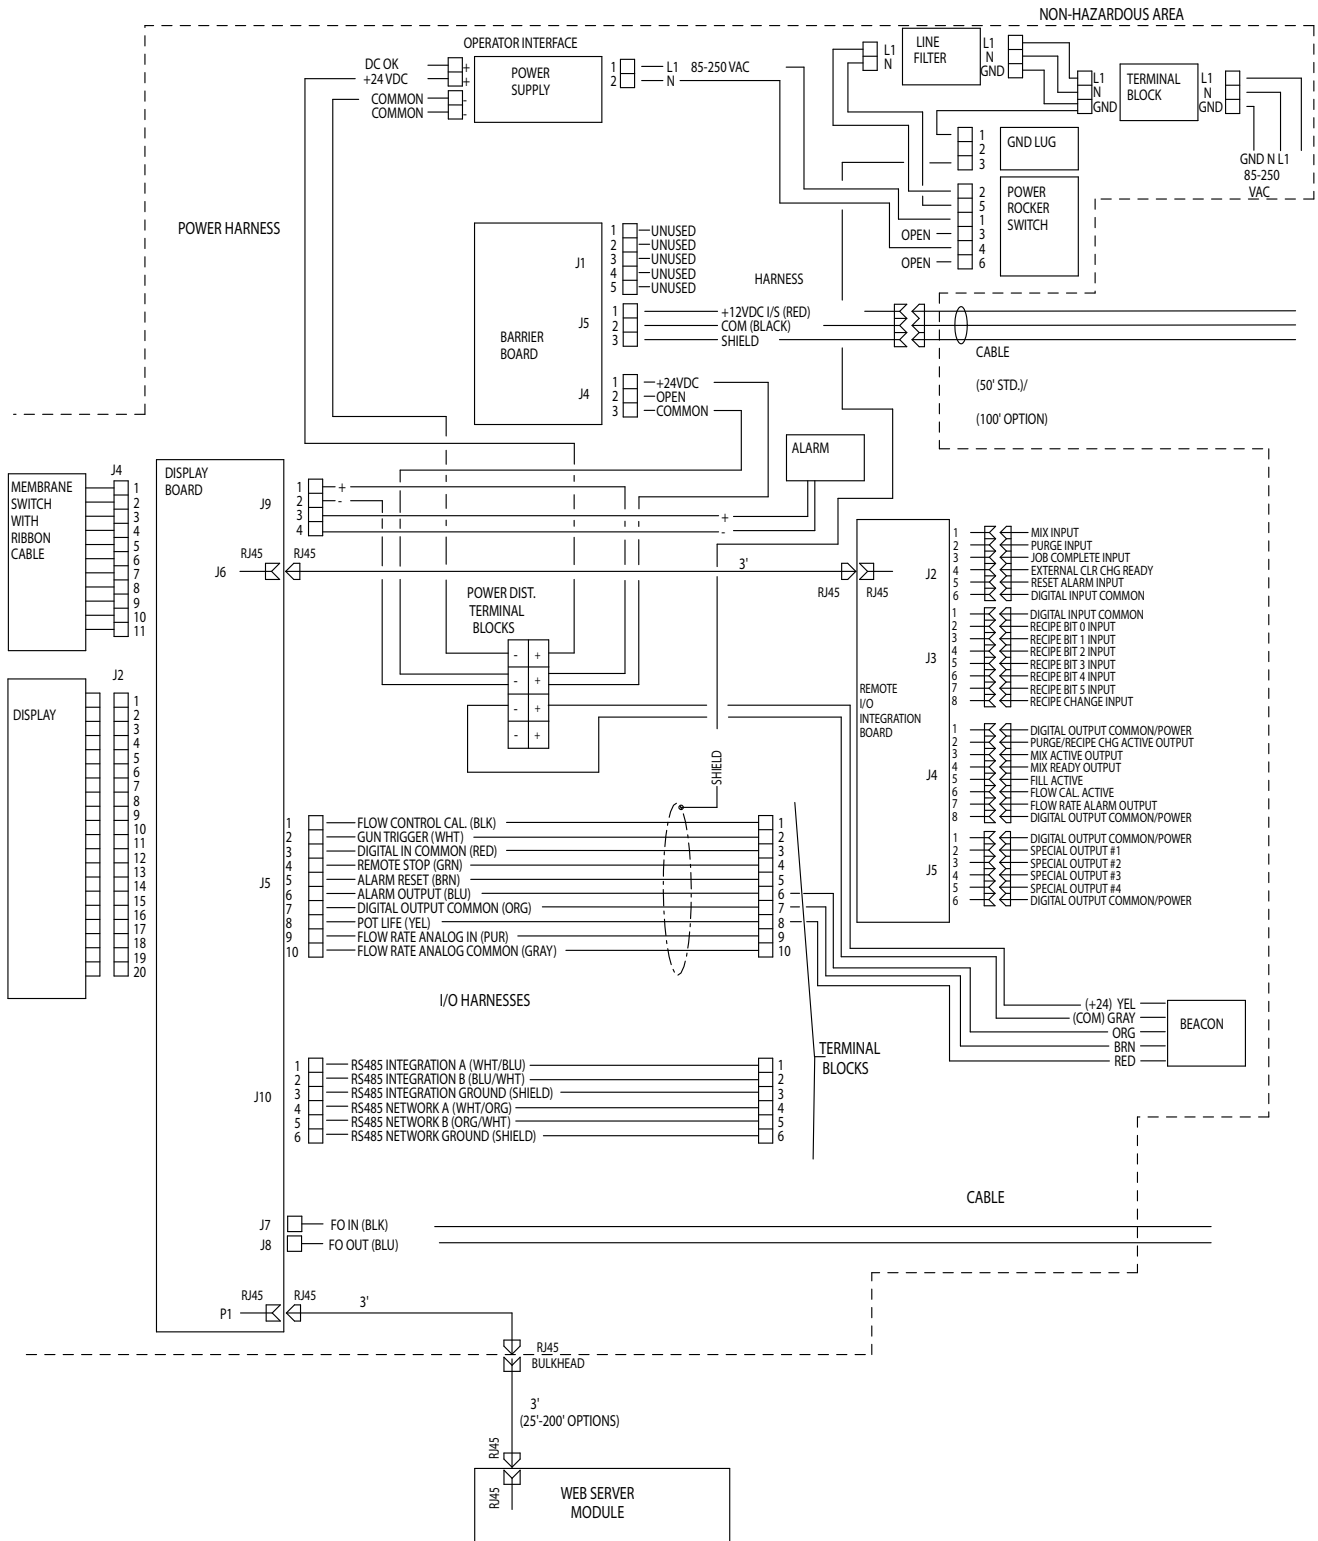 NON-HAZARDOUS AREA
OPERATOR INTERFACE
DC OK
+24 VDC
COMMON
COMMON
+
+
-
-
POWER
SUPPLY
1
2
L1 85-250 VAC
N
L1
N
LINE
FILTER
L1
N
GND
L1
N
GND
TERMINAL
BLOCK
L1
N
GND
GND N L1
85-250
VAC
1
2
3
GND LUG
2
5
1
3
4
6
OPEN
OPEN
POWER
ROCKER
SWITCH
POWER HARNESS
BARRIER
BOARD
J1
1 UNUSED
2 UNUSED
3 UNUSED
4 UNUSED
5 UNUSED
HARNESS
J5
1 +12VDC I/S (RED)
2 COM (BLACK)
3 SHIELD
J4
1 +24VDC
2 OPEN
3 COMMON
CABLE
(50' STD.)/
(100' OPTION)
ALARM
MEMBRANE
SWITCH
WITH
RIBBON
CABLE
J4
1
2
3
4
5
6
7
8
9
10
11
DISPLAY
BOARD
J9
1 +
2 -
3 +
4 -
J6
RJ45
RJ45
3'
RJ45
RJ45
POWER DIST.
TERMINAL
BLOCKS
- +
- +
- +
- +
DISPLAY
J2
1
2
3
4
5
6
7
8
9
10
11
12
13
14
15
16
17
18
19
20
REMOTE
I/O
INTEGRATION
BOARD
J2
1 MIX INPUT
2 PURGE INPUT
3 JOB COMPLETE INPUT
4 EXTERNAL CLR CHG READY
5 RESET ALARM INPUT
6 DIGITAL INPUT COMMON
J3
1 DIGITAL INPUT COMMON
2 RECIPE BIT 0 INPUT
3 RECIPE BIT 1 INPUT
4 RECIPE BIT 2 INPUT
5 RECIPE BIT 3 INPUT
6 RECIPE BIT 4 INPUT
7 RECIPE BIT 5 INPUT
8 RECIPE CHANGE INPUT
J4
1 DIGITAL OUTPUT COMMON/POWER
2 PURGE/RECIPE CHG ACTIVE OUTPUT
3 MIX ACTIVE OUTPUT
4 MIX READY OUTPUT
5 FILL ACTIVE
6 FLOW CAL. ACTIVE
7 FLOW RATE ALARM OUTPUT
8 DIGITAL OUTPUT COMMON/POWER
J5
1 DIGITAL OUTPUT COMMON/POWER
2 SPECIAL OUTPUT #1
3 SPECIAL OUTPUT #2
4 SPECIAL OUTPUT #3
5 SPECIAL OUTPUT #4
6 DIGITAL OUTPUT COMMON/POWER
SHIELD
J5
1 FLOW CONTROL CAL. (BLK) 1
2 GUN TRIGGER (WHT) 2
3 DIGITAL IN COMMON (RED) 3
4 REMOTE STOP (GRN) 4
5 ALARM RESET (BRN) 5
6 ALARM OUTPUT (BLU) 6
7 DIGITAL OUTPUT COMMON (ORG) 7
8 POT LIFE (YEL) 8
9 FLOW RATE ANALOG IN (PUR) 9
10 FLOW RATE ANALOG COMMON (GRAY) 10
I/O HARNESSES
(+24) YEL
(COM) GRAY
ORG
BRN
RED
BEACON
TERMINAL
BLOCKS
J10
1 RS485 INTEGRATION A (WHT/BLU) 1
2 RS485 INTEGRATION B (BLU/WHT) 2
3 RS485 INTEGRATION GROUND (SHIELD) 3
4 RS485 NETWORK A (WHT/ORG) 4
5 RS485 NETWORK B (ORG/WHT) 5
6 RS485 NETWORK GROUND (SHIELD) 6
CABLE
J7 FO IN (BLK)
J8 FO OUT (BLU)
P1
RJ45
RJ45
3'
RJ45
BULKHEAD
3'
(25'-200' OPTIONS)
RJ45
RJ45
WEB SERVER
MODULE